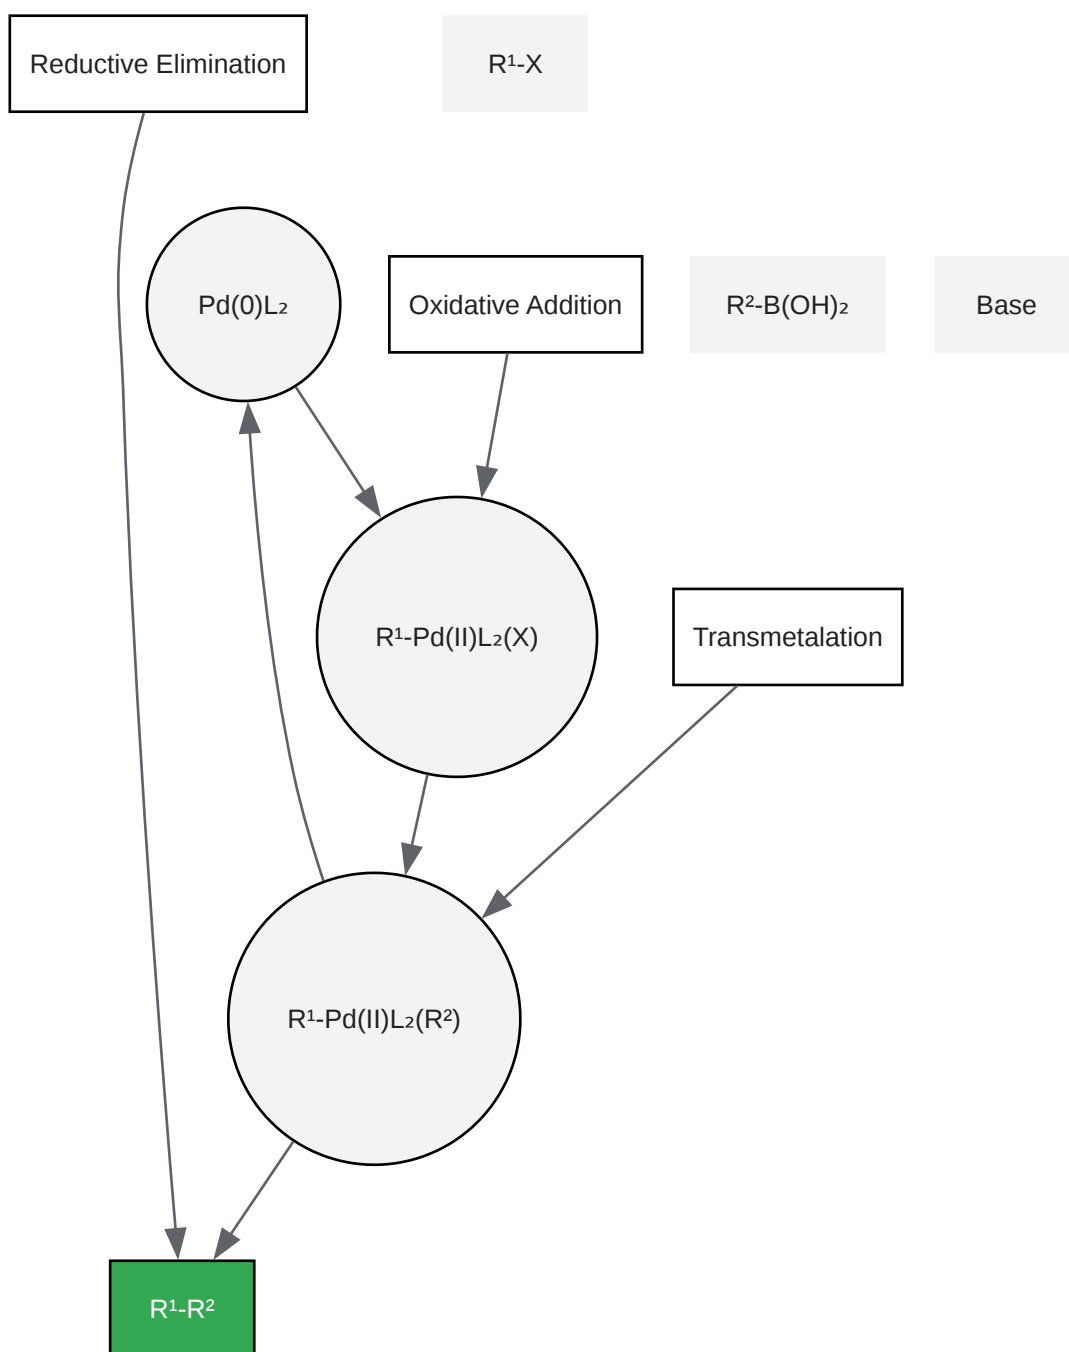 Reductive Elimination
R¹-X
Pd(0)L₂
Oxidative Addition
R²-B(OH)₂
Base
R¹-Pd(II)L₂(X)
Transmetalation
R¹-Pd(II)L₂(R²)
R¹-R²